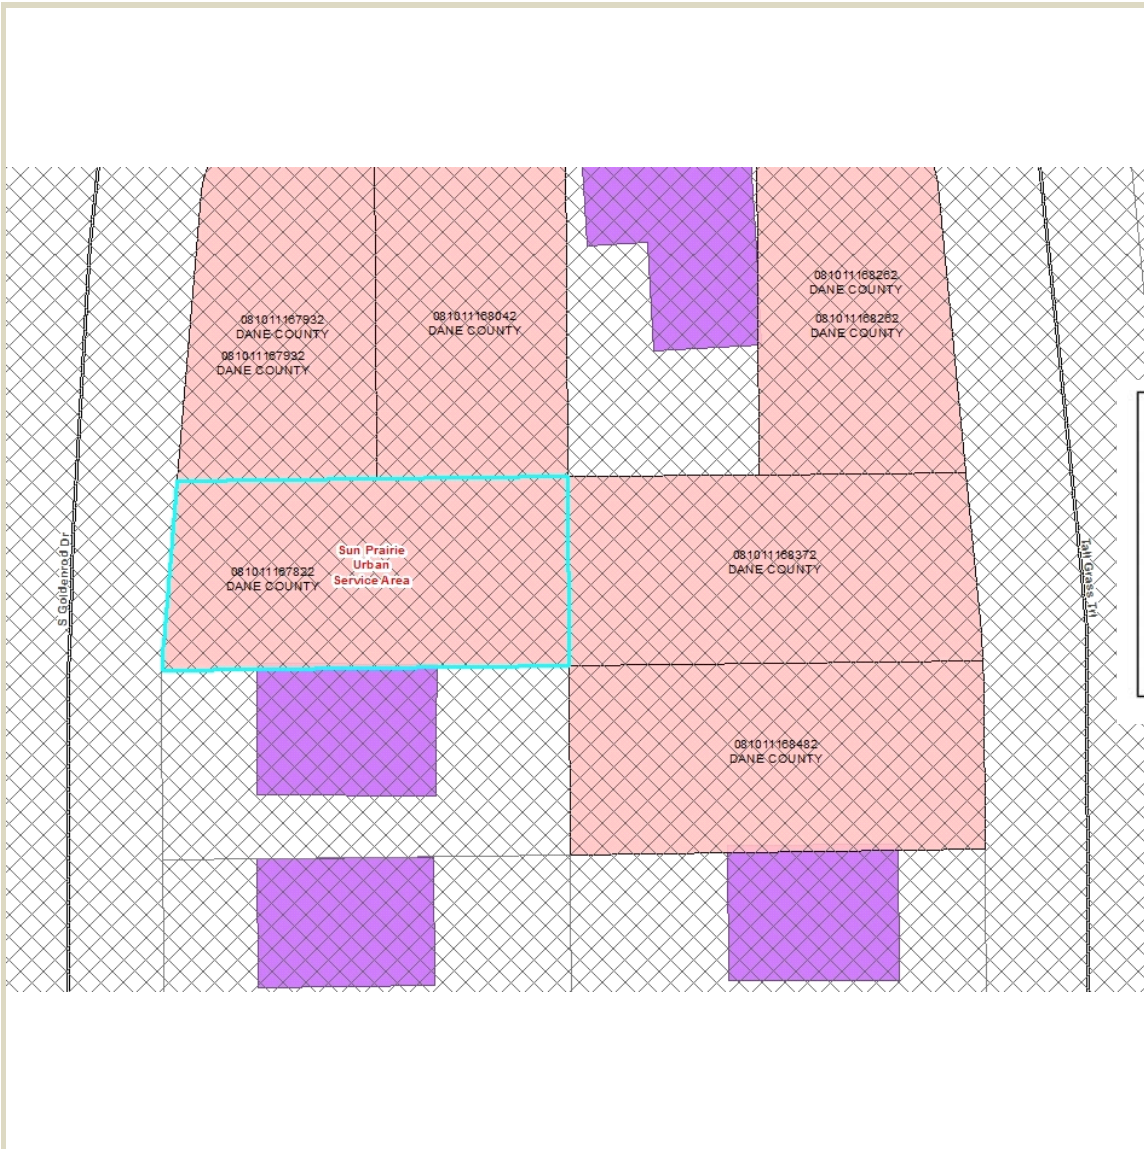 081011168262
DANE COUNTY
081011167932
DANE COUNTY
081011168042
DANE COUNTY
081011168262
DANE COUNTY
081011167932
DANE COUNTY
S Goldenrod Dr
Sun Prairie
Urban
Service Area
081011167822
DANE COUNTY
081011168372
DANE COUNTY
Tall Grass Trl
081011168482
DANE COUNTY